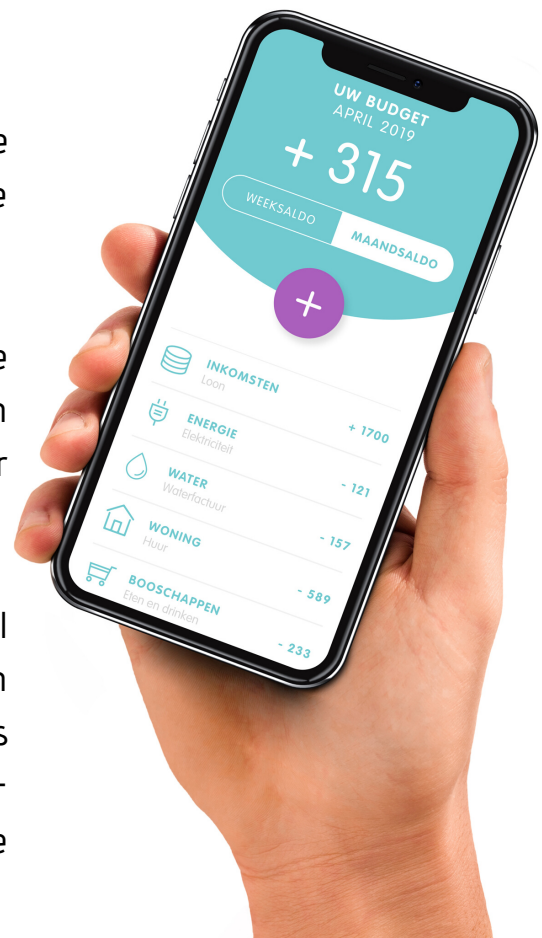 e
e
e
n
r
l
n
s
-
e
UW BUDGET
APRIL 2019
+ 315
WEEKSALDO MAANDSALDO
+
INKOMSTEN
Loon + 1700
ENERGIE
Elektriciteit - 121
WATER
Waterfactuur - 157
WONING
Huur - 589
BOOSCHAPPEN
Eten en drinken - 233